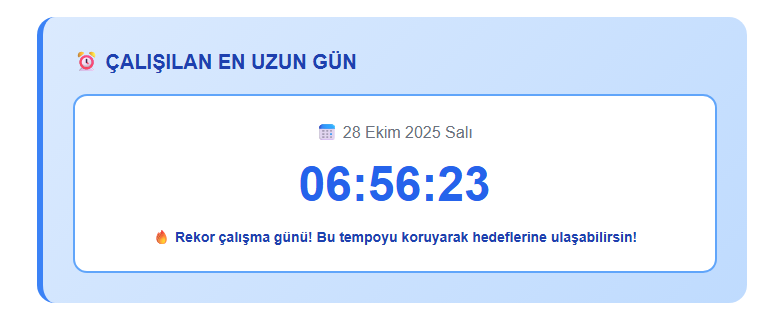 ⏰ ÇALIŞILAN EN UZUN GÜN
📅 28 Ekim 2025 Salı
06:56:23
🔥 Rekor çalışma günü! Bu tempoyu koruyarak hedeflerine ulaşabilirsin!